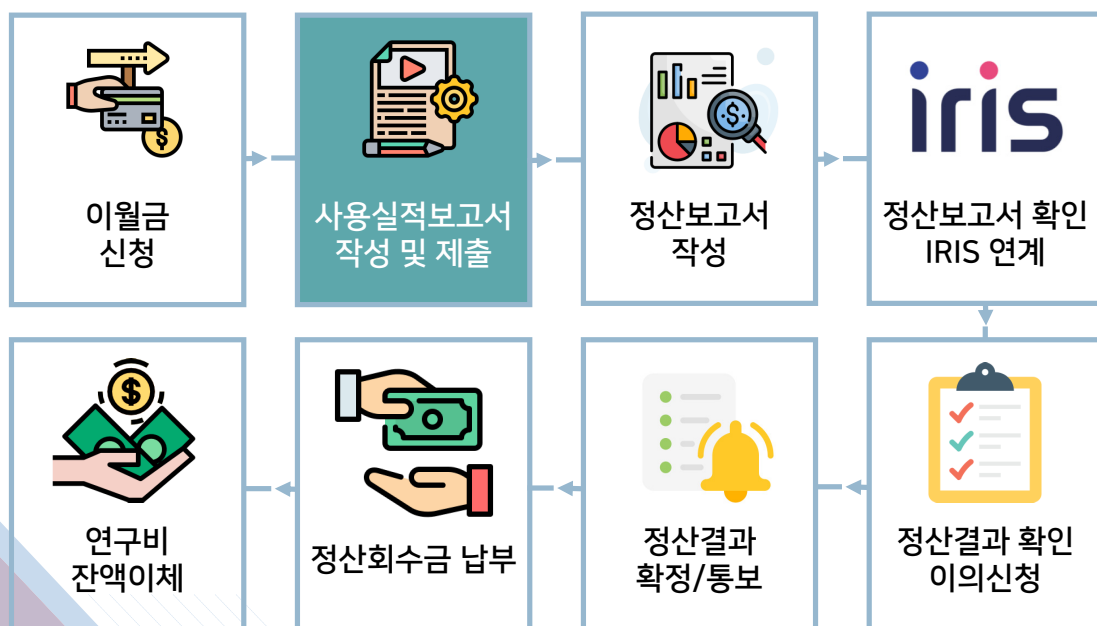 이월금
신청
사용실적보고서
작성 및 제출
정산보고서
작성
iris
정산보고서 확인
IRIS 연계
연구비
잔액이체
정산회수금 납부
정산결과
확정/통보
정산결과 확인
이의신청